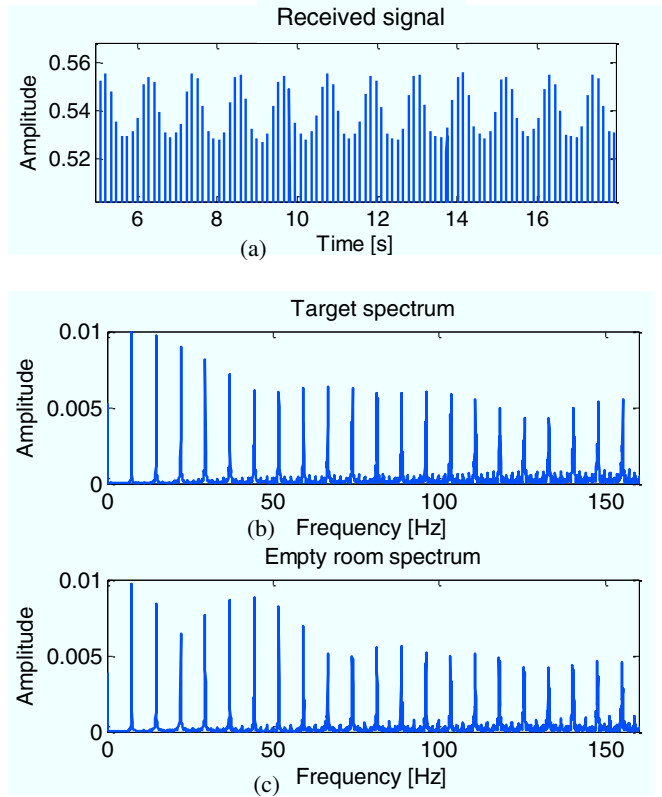 Received signal
Amplitude
0.56
0.54
0.52
6 8 10 12 14 16
(a) Time [s]
Target spectrum
Amplitude
0.01
0.005
0
0 50 100 150
(b) Frequency [Hz]
Empty room spectrum
Amplitude
0.01
0.005
0
0 50 100 150
(c) Frequency [Hz]